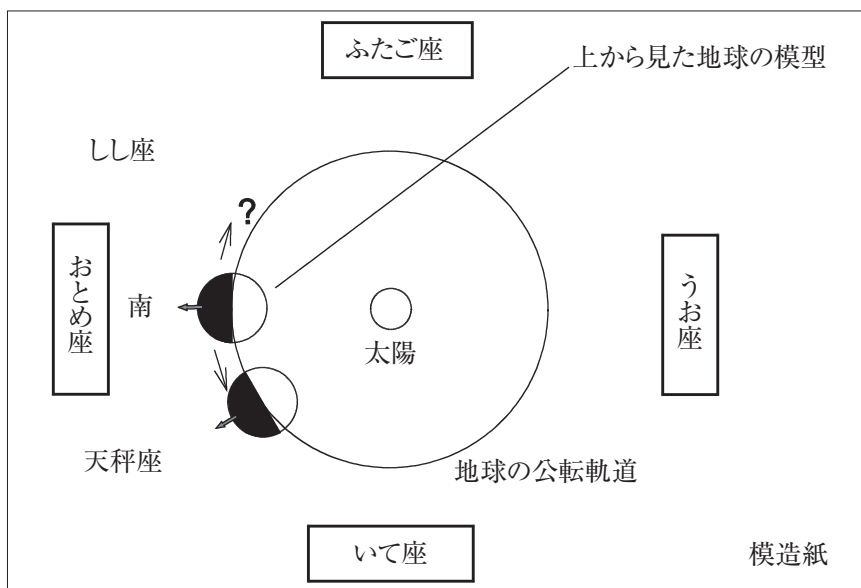 ふたご座
上から見た地球の模型
しし座
?
おとめ座
南
太陽
うお座
天秤座
地球の公転軌道
いて座
模造紙